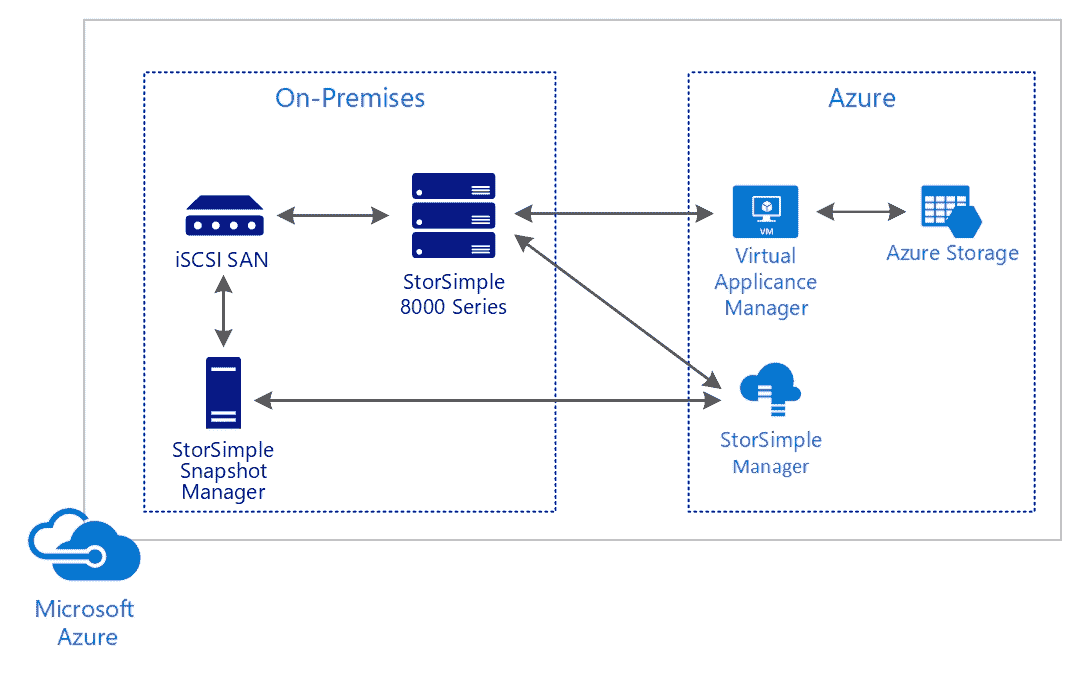 On-Premises
Azure
iSCSI SAN
StorSimple
8000 Series
VM
Virtual
Applicance
Manager
Azure Storage
StorSimple
Snapshot
Manager
StorSimple
Manager
Microsoft
Azure